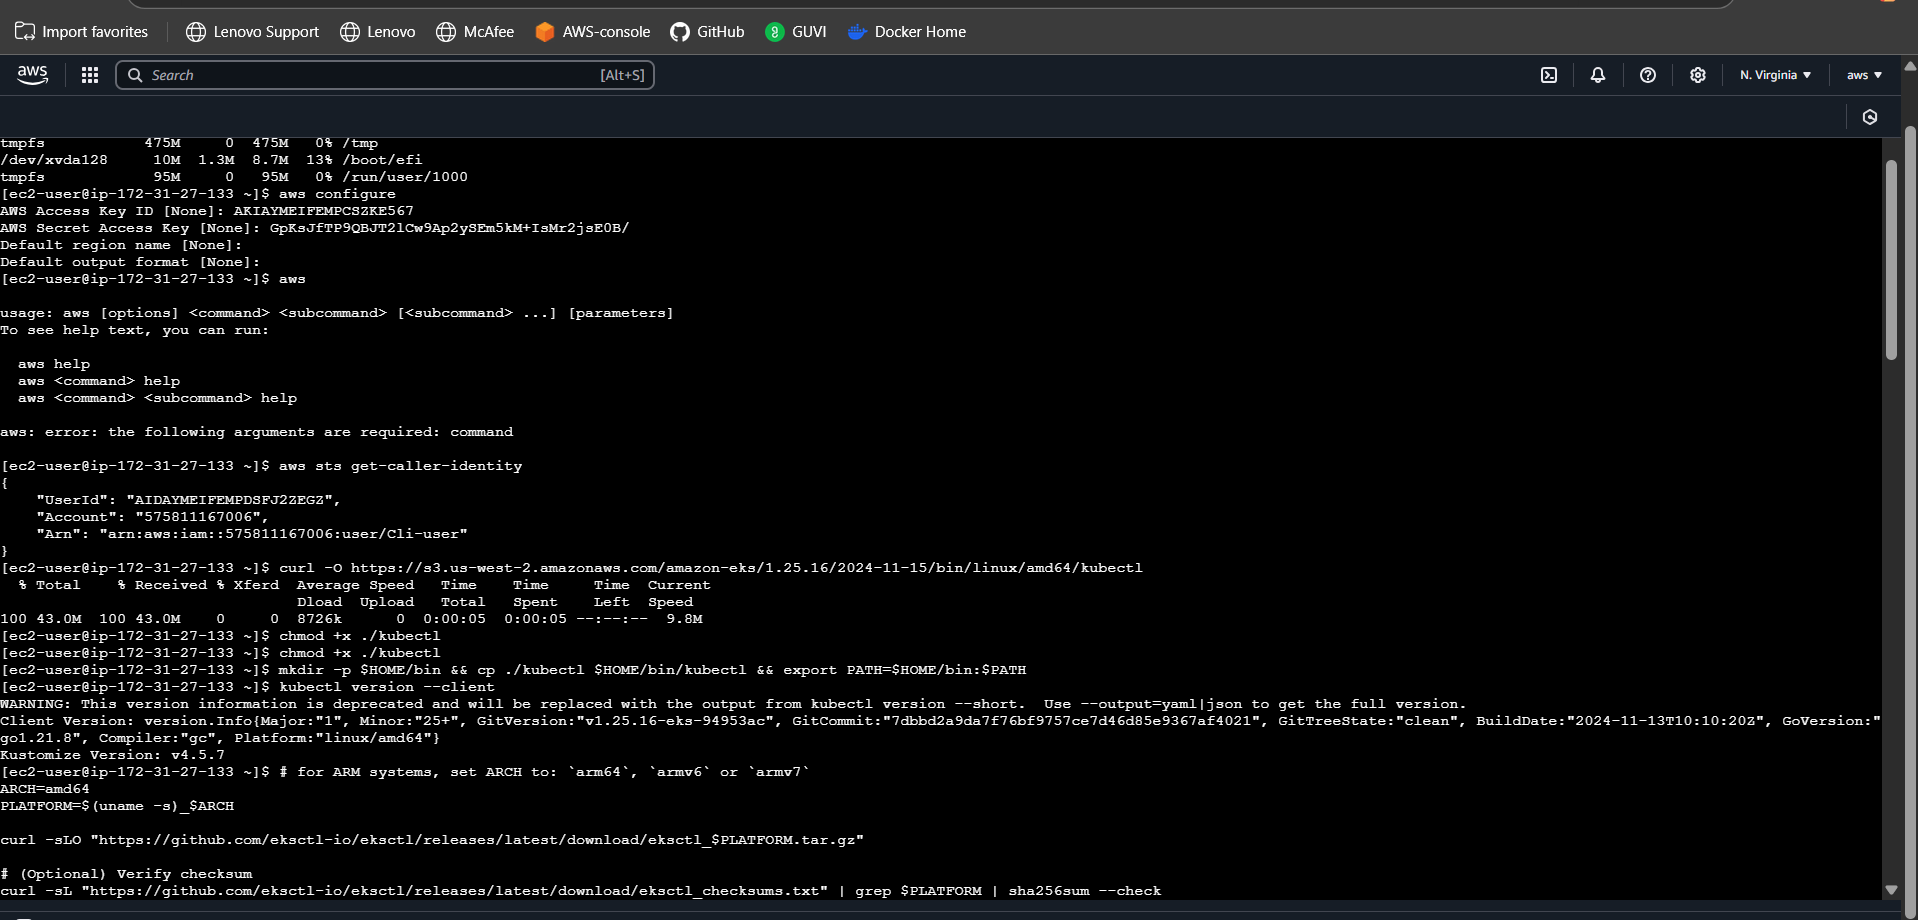 Import favorites
Lenovo Support
Lenovo
McAfee
AWS-console
GitHub
GUVI
Docker Home
aws
Search
[Alt+S]
N. Virginia
aws
tmpfs           475M     0  475M   0% /tmp
/dev/xvda128     10M  1.3M  8.7M  13% /boot/efi
tmpfs            95M     0   95M   0% /run/user/1000
[ec2-user@ip-172-31-27-133 ~]$ aws configure
AWS Access Key ID [None]: AKIAYMEIFEMPCSZKE567
AWS Secret Access Key [None]: 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
Default region name [None]:
Default output format [None]:
[ec2-user@ip-172-31-27-133 ~]$ aws
usage: aws [options] <command> <subcommand> [<subcommand> ...] [parameters]
To see help text, you can run:
  aws help
  aws <command> help
  aws <command> <subcommand> help
aws: error: the following arguments are required: command
[ec2-user@ip-172-31-27-133 ~]$ aws sts get-caller-identity
{
    "UserId": "AIDAYMEIFEMPDSFJ2ZEGZ",
    "Account": "575811167006",
    "Arn": "arn:aws:iam::575811167006:user/Cli-user"
}
[ec2-user@ip-172-31-27-133 ~]$ curl -O https://s3.us-west-2.amazonaws.com/amazon-eks/1.25.16/2024-11-15/bin/linux/amd64/kubectl
  % Total    % Received % Xferd  Average Speed   Time    Time     Time  Current
                                 Dload  Upload   Total   Spent    Left  Speed
100 43.0M  100 43.0M    0     0  8726k      0  0:00:05  0:00:05 --:--:--  9.8M
[ec2-user@ip-172-31-27-133 ~]$ chmod +x ./kubectl
[ec2-user@ip-172-31-27-133 ~]$ chmod +x ./kubectl
[ec2-user@ip-172-31-27-133 ~]$ mkdir -p $HOME/bin && cp ./kubectl $HOME/bin/kubectl && export PATH=$HOME/bin:$PATH
[ec2-user@ip-172-31-27-133 ~]$ kubectl version --client
WARNING: This version information is deprecated and will be replaced with the output from kubectl version --short.  Use --output=yaml|json to get the full version.
Client Version: version.Info{Major:"1", Minor:"25+", GitVersion:"v1.25.16-eks-94953ac", GitCommit:"7dbbd2a9da7f76bf9757ce7d46d85e9367af4021", GitTreeState:"clean", BuildDate:"2024-11-13T10:10:20Z", GoVersion:"
go1.21.8", Compiler:"gc", Platform:"linux/amd64"}
Kustomize Version: v4.5.7
[ec2-user@ip-172-31-27-133 ~]$ # for ARM systems, set ARCH to: `arm64`, `armv6` or `armv7`
ARCH=amd64
PLATFORM=$(uname -s)_$ARCH
curl -sLO "https://github.com/eksctl-io/eksctl/releases/latest/download/eksctl_$PLATFORM.tar.gz"
# (Optional) Verify checksum
curl -sL "https://github.com/eksctl-io/eksctl/releases/latest/download/eksctl_checksums.txt" | grep $PLATFORM | sha256sum --check